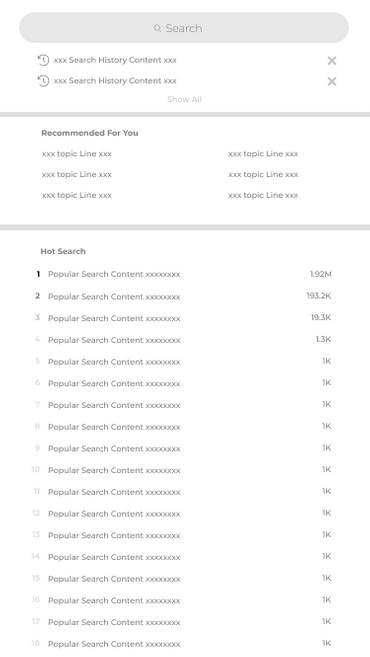 Search
xxx Search History Content xxx
xxx Search History Content xxx
Show All
Recommended For You
xxx topic Line xxx xxx topic Line xxx
xxx topic Line xxx xxx topic Line xxx
xxx topic Line xxx xxx topic Line xxx
Hot Search
1 Popular Search Content xxxxxxxx 1.92M
2 Popular Search Content xxxxxxxx 193.2K
3 Popular Search Content xxxxxxxx 19.3K
4 Popular Search Content xxxxxxxx 1.3K
5 Popular Search Content xxxxxxxx 1K
6 Popular Search Content xxxxxxxx 1K
7 Popular Search Content xxxxxxxx 1K
8 Popular Search Content xxxxxxxx 1K
9 Popular Search Content xxxxxxxx 1K
10 Popular Search Content xxxxxxxx 1K
11 Popular Search Content xxxxxxxx 1K
12 Popular Search Content xxxxxxxx 1K
13 Popular Search Content xxxxxxxx 1K
14 Popular Search Content xxxxxxxx 1K
15 Popular Search Content xxxxxxxx 1K
16 Popular Search Content xxxxxxxx 1K
17 Popular Search Content xxxxxxxx 1K
18 Popular Search Content xxxxxxxx 1K